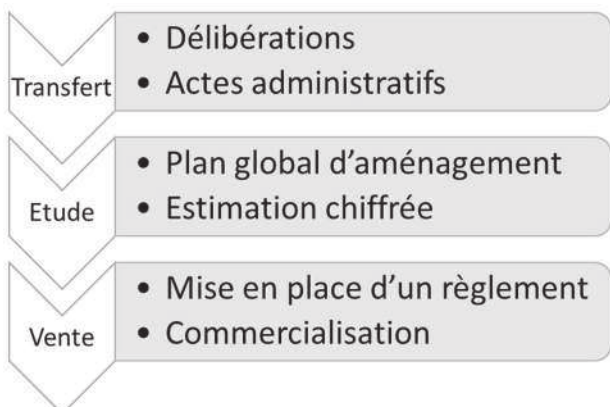 Transfert
• Délibérations
• Actes administratifs
Etude
• Plan global d’aménagement
• Estimation chiffrée
Vente
• Mise en place d’un règlement
• Commercialisation